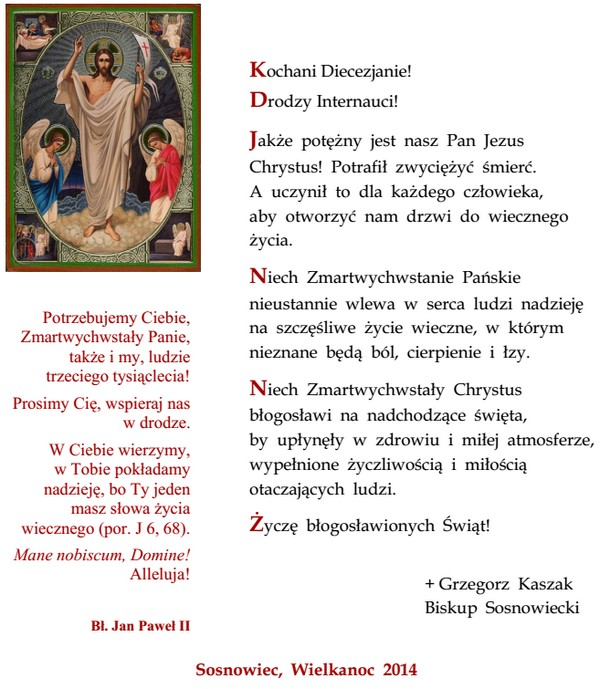 Kochani Diecezjanie!
Drodzy Internauci!
Jakże potężny jest nasz Pan Jezus
Chrystus! Potrafił zwyciężyć śmierć.
A uczynił to dla każdego człowieka,
aby otworzyć nam drzwi do wiecznego
życia.
Niech Zmartwychwstanie Pańskie
nieustannie wlewa w serca ludzi nadzieję
na szczęśliwe życie wieczne, w którym
nieznane będą ból, cierpienie i łzy.
Niech Zmartwychwstały Chrystus
błogosławi na nadchodzące święta,
by upłynęły w zdrowiu i miłej atmosferze,
wypełnione życzliwością i miłością
otaczających ludzi.
Życzę błogosławionych Świąt!
+ Grzegorz Kaszak
Biskup Sosnowiecki
Potrzebujemy Ciebie,
Zmartwychwstały Panie,
także i my, ludzie
trzeciego tysiąclecia!
Prosimy Cię, wspieraj nas
w drodze.
W Ciebie wierzymy,
w Tobie pokładamy
nadzieję, bo Ty jeden
masz słowa życia
wiecznego (por. J 6, 68).
Mane nobiscum, Domine!
Alleluja!
Bł. Jan Paweł II
Sosnowiec, Wielkanoc 2014